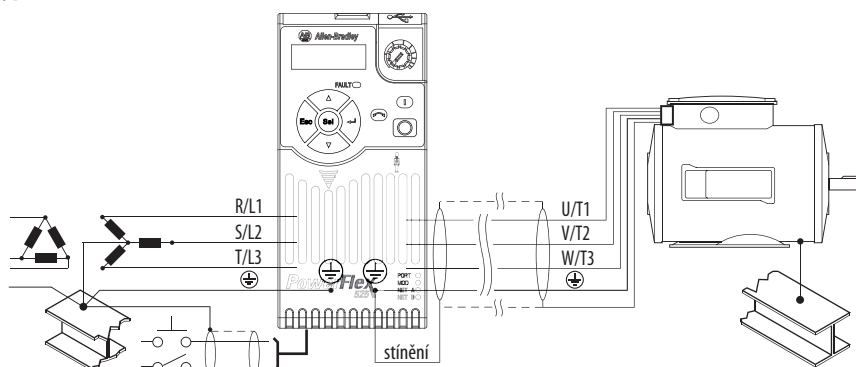 Allen-Bradley
FAULT
Esc
Sel
R/L1
S/L2
T/L3
U/T1
V/T2
W/T3
PowerFlex
525
PORT
MOD
NET A
NET B
stínění